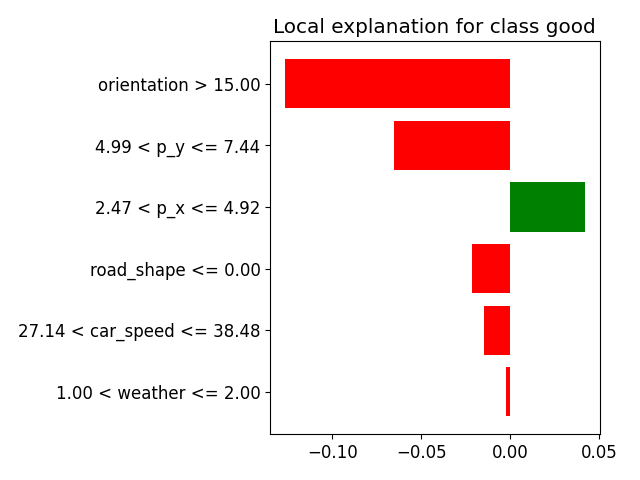 Local explanation for class good
orientation > 15.00
4.99 < p_y <= 7.44
2.47 < p_x <= 4.92
road_shape <= 0.00
27.14 < car_speed <= 38.48
1.00 < weather <= 2.00
−0.10 −0.05 0.00 0.05